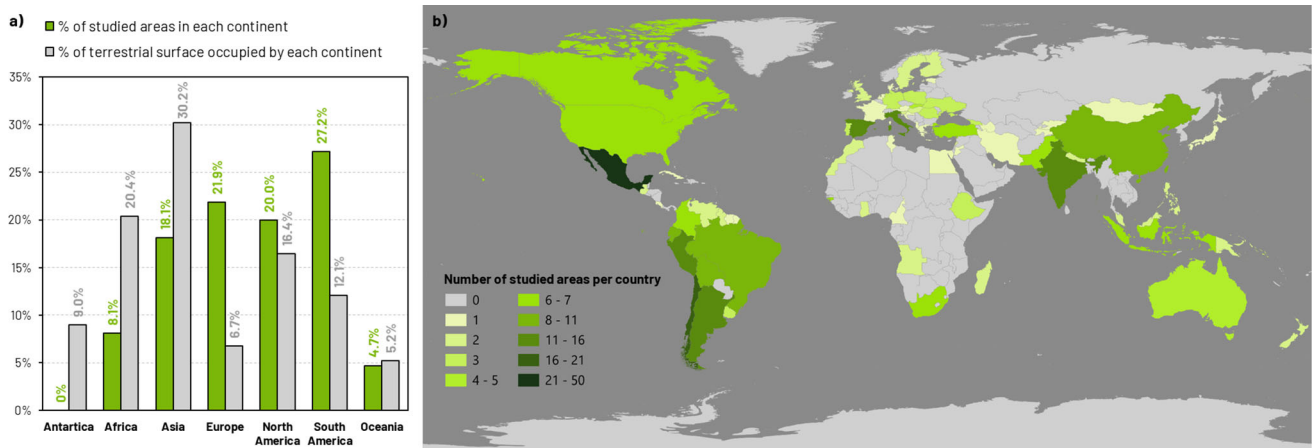 a)
% of studied areas in each continent
% of terrestrial surface occupied by each continent
35%
30%
25%
20%
15%
10%
5%
0%
0%
9.0%
8.1%
20.4%
18.1%
30.2%
21.9%
6.7%
20.0%
16.4%
27.2%
12.1%
4.7%
5.2%
Antartica
Africa
Asia
Europe
North
America
South
America
Oceania
b)
Number of studied areas per country
0
1
2
3
4 - 5
6 - 7
8 - 11
11 - 16
16 - 21
21 - 50